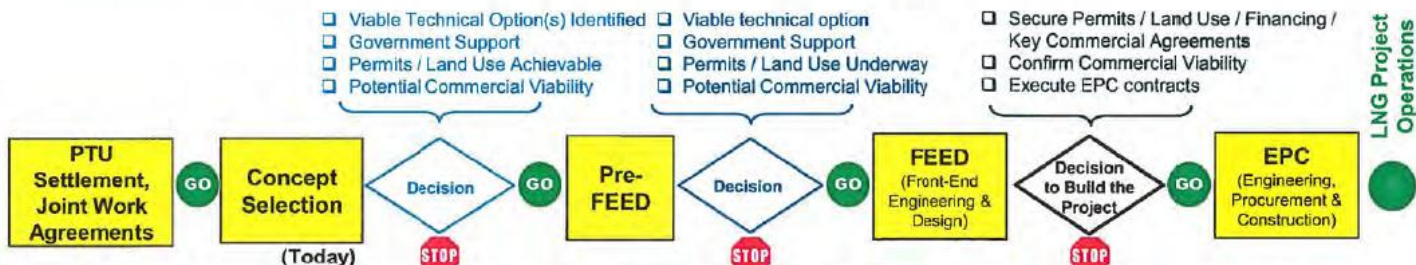 Viable Technical Option(s) Identified
Government Support
Permits / Land Use Achievable
Potential Commercial Viability
Viable technical option
Government Support
Permits / Land Use Underway
Potential Commercial Viability
Secure Permits / Land Use / Financing /
Key Commercial Agreements
Confirm Commercial Viability
Execute EPC contracts
LNG Project
Operations
PTU
Settlement,
Joint Work
Agreements
GO
Concept
Selection
(Today)
Decision
STOP
GO
Pre-
FEED
Decision
STOP
GO
FEED
(Front-End
Engineering &
Design)
Decision
to Build the
Project
STOP
GO
EPC
(Engineering,
Procurement &
Construction)